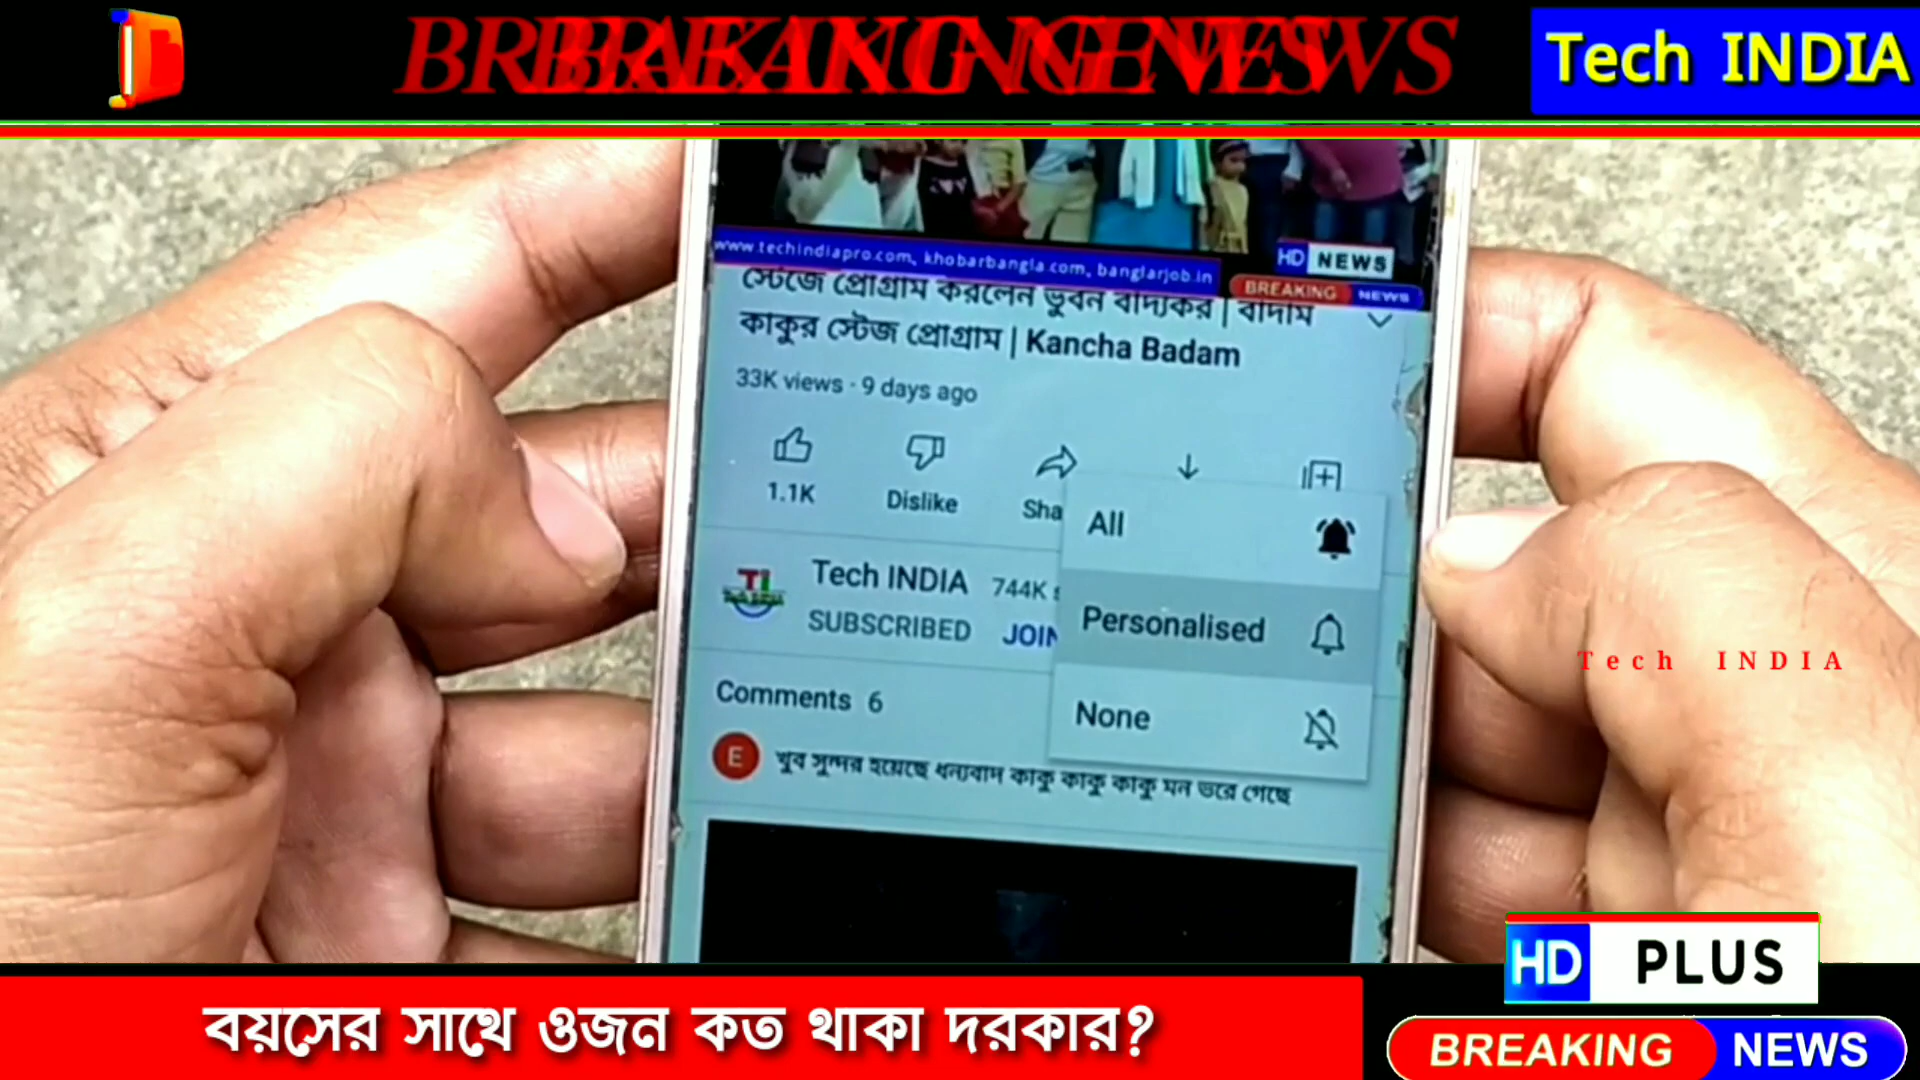 BREAKING NEWS
Tech INDIA
www.techindiapro.com, khobarbangla.com, banglarjob.in
HD NEWS
BREAKING NEWS
স্টেজে প্রোগ্রাম করলেন ভুবন বাদ্যকর | বাদাম
কাকুর স্টেজ প্রোগ্রাম | Kancha Badam
33K views · 9 days ago
1.1K
Dislike
Sha
All
Personalised
None
Tech INDIA 744K
SUBSCRIBED JOIN
Comments 6
E
খুব সুন্দর হয়েছে ধন্যবাদ কাকু কাকু কাকু মন ভরে গেছে
Tech INDIA
HD PLUS
বয়সের সাথে ওজন কত থাকা দরকার?
BREAKING NEWS